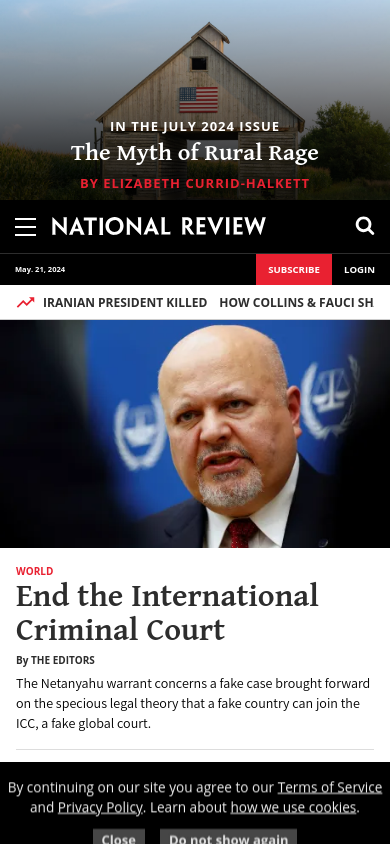 IN THE JULY 2024 ISSUE
The Myth of Rural Rage
BY ELIZABETH CURRID-HALKETT
NATIONAL REVIEW
May. 21, 2024
SUBSCRIBE
LOGIN
IRANIAN PRESIDENT KILLED HOW COLLINS & FAUCI SH
WORLD
End the International
Criminal Court
By THE EDITORS
The Netanyahu warrant concerns a fake case brought forward
on the specious legal theory that a fake country can join the
ICC, a fake global court.
By continuing on our site you agree to our Terms of Service
and Privacy Policy. Learn about how we use cookies.
Close
Do not show again